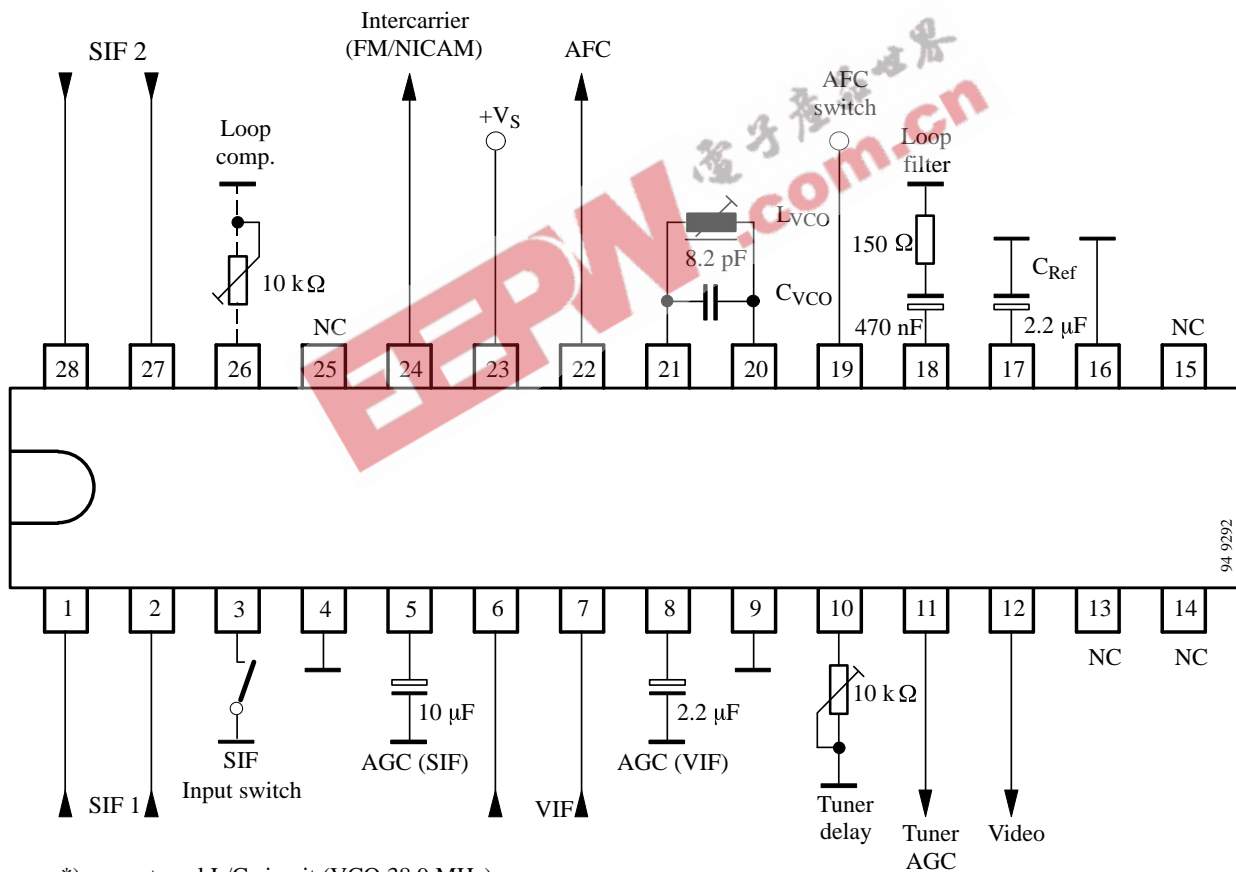 Intercarrier
(FM/NICAM)
SIF 2
AFC
AFC
switch
電子產品世界
EEPW.com.cn
Loop
comp.
+VS
Loop
filter
LVCO
8.2 pF
CVCO
10 kΩ
150 Ω
470 nF
CRef
2.2 µF
NC
NC
28 27 26 25 24 23 22 21 20 19 18 17 16 15
94 9292
1 2 3 4 5 6 7 8 9 10 11 12 13 14
NC
NC
10 µF
2.2 µF
10 kΩ
SIF
Input switch
AGC (SIF)
AGC (VIF)
SIF 1
VIF
Tuner
delay
Tuner
AGC
Video